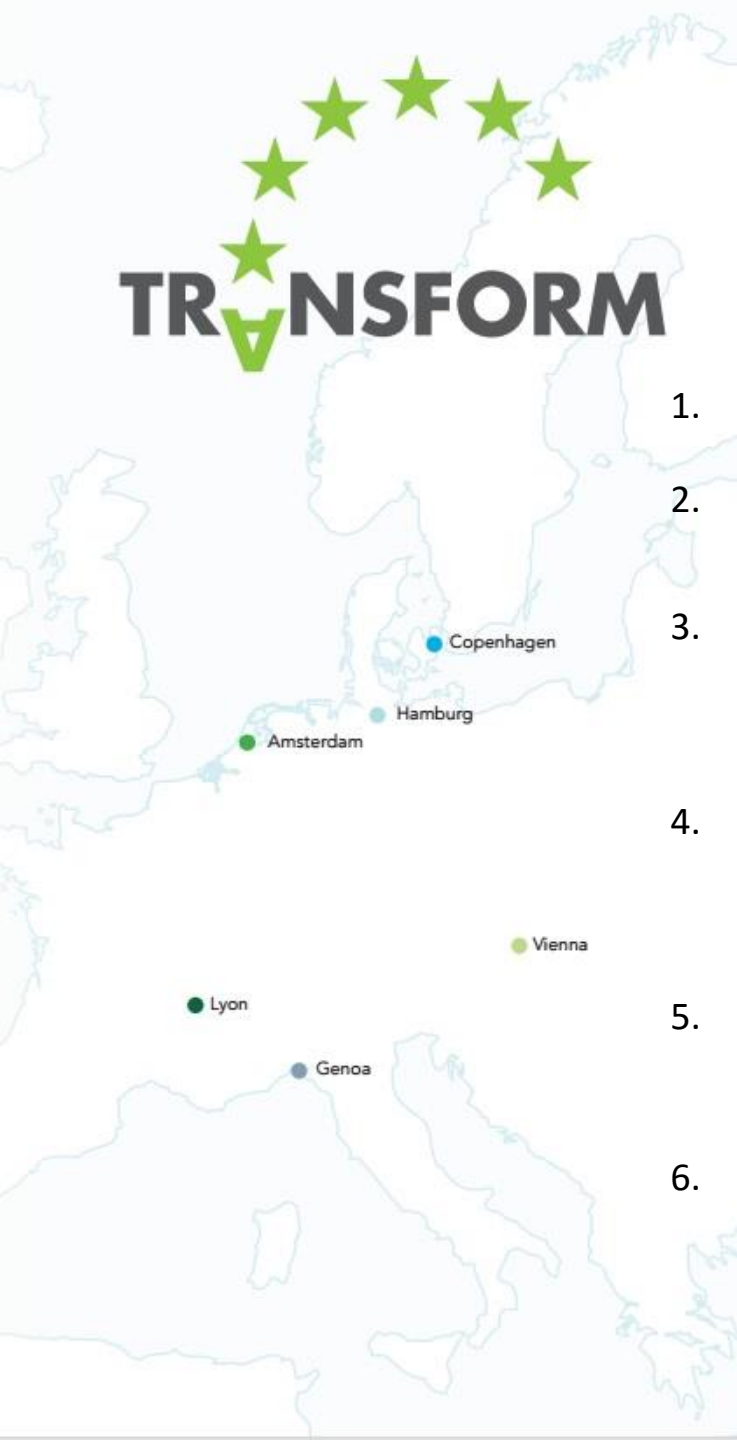 TRANSFORM
1.
2.
3.
Copenhagen
Hamburg
Amsterdam
4.
Vienna
Lyon
5.
Genoa
6.